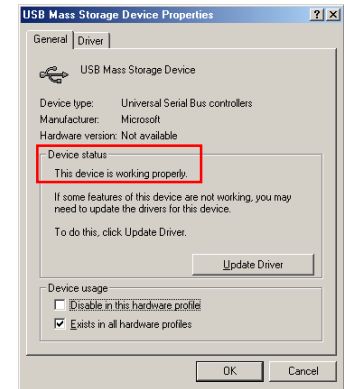 USB Mass Storage Device Properties
General
Driver
USB Mass Storage Device
Device type: Universal Serial Bus controllers
Manufacturer: Microsoft
Hardware version: Not available
Device status
This device is working properly.
If some features of this device are not working, you may
need to update the drivers for this device.
To do this, click Update Driver.
Update Driver
Device usage
Disable in this hardware profile
Exists in all hardware profiles
OK
Cancel